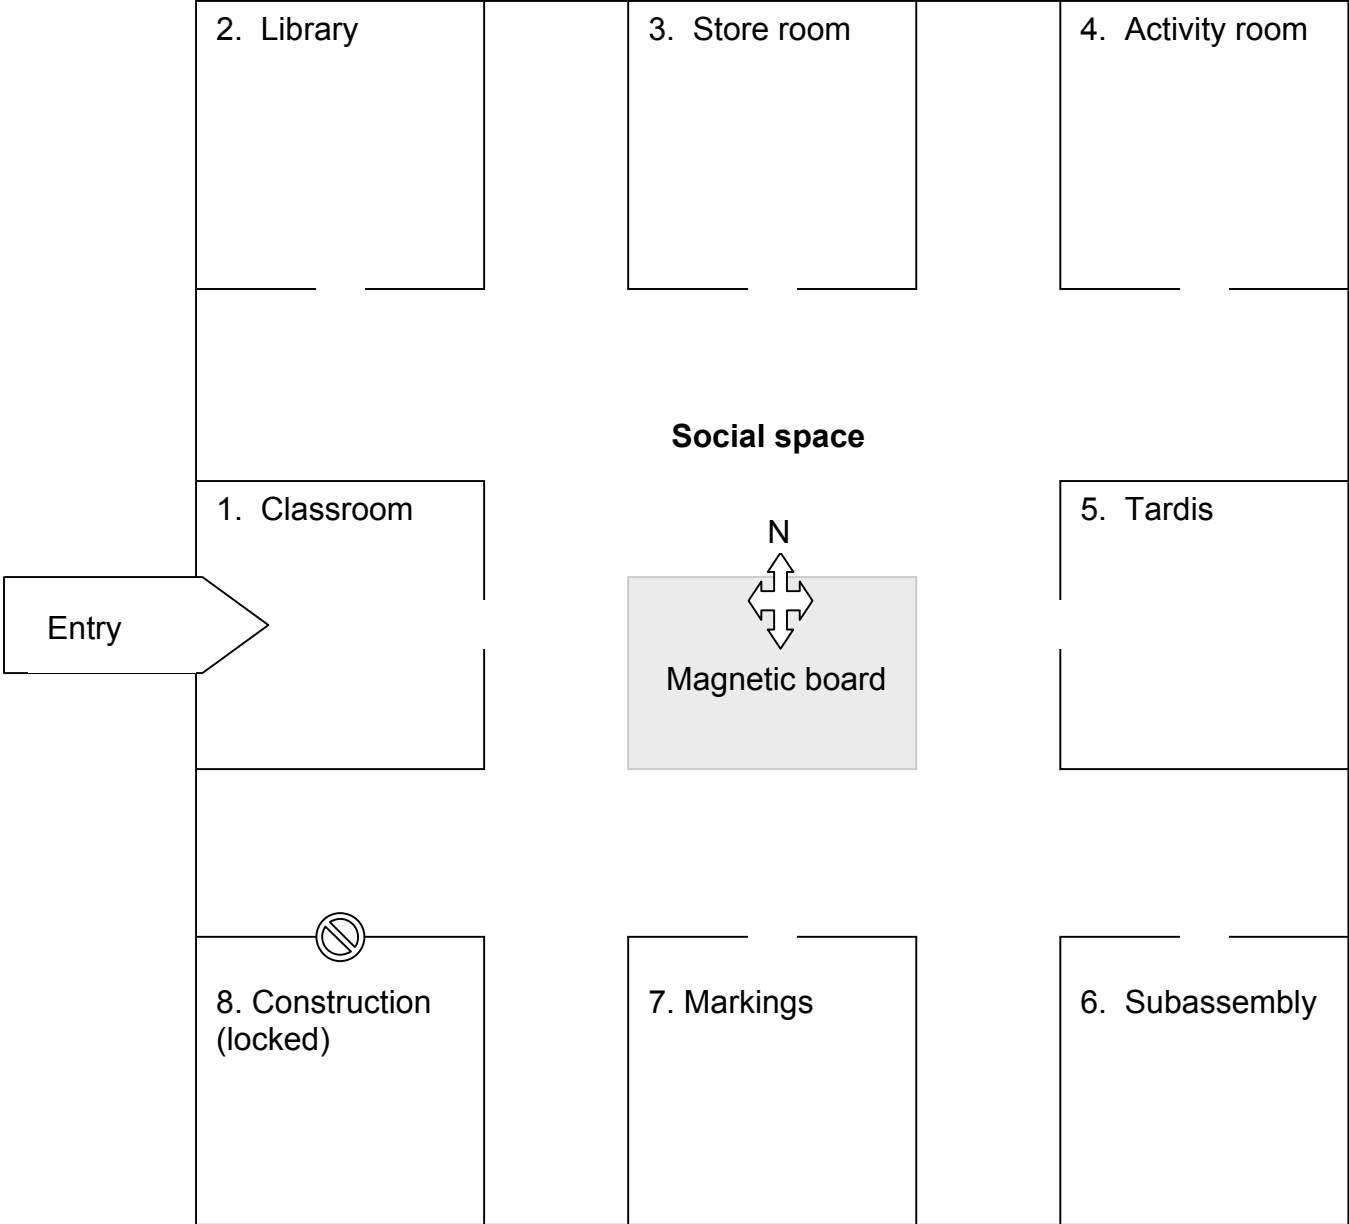 2.  Library
3.  Store room
4.  Activity room
Social space
1.  Classroom
5.  Tardis
N
Entry
Magnetic board
8. Construction
(locked)
7. Markings
6.  Subassembly